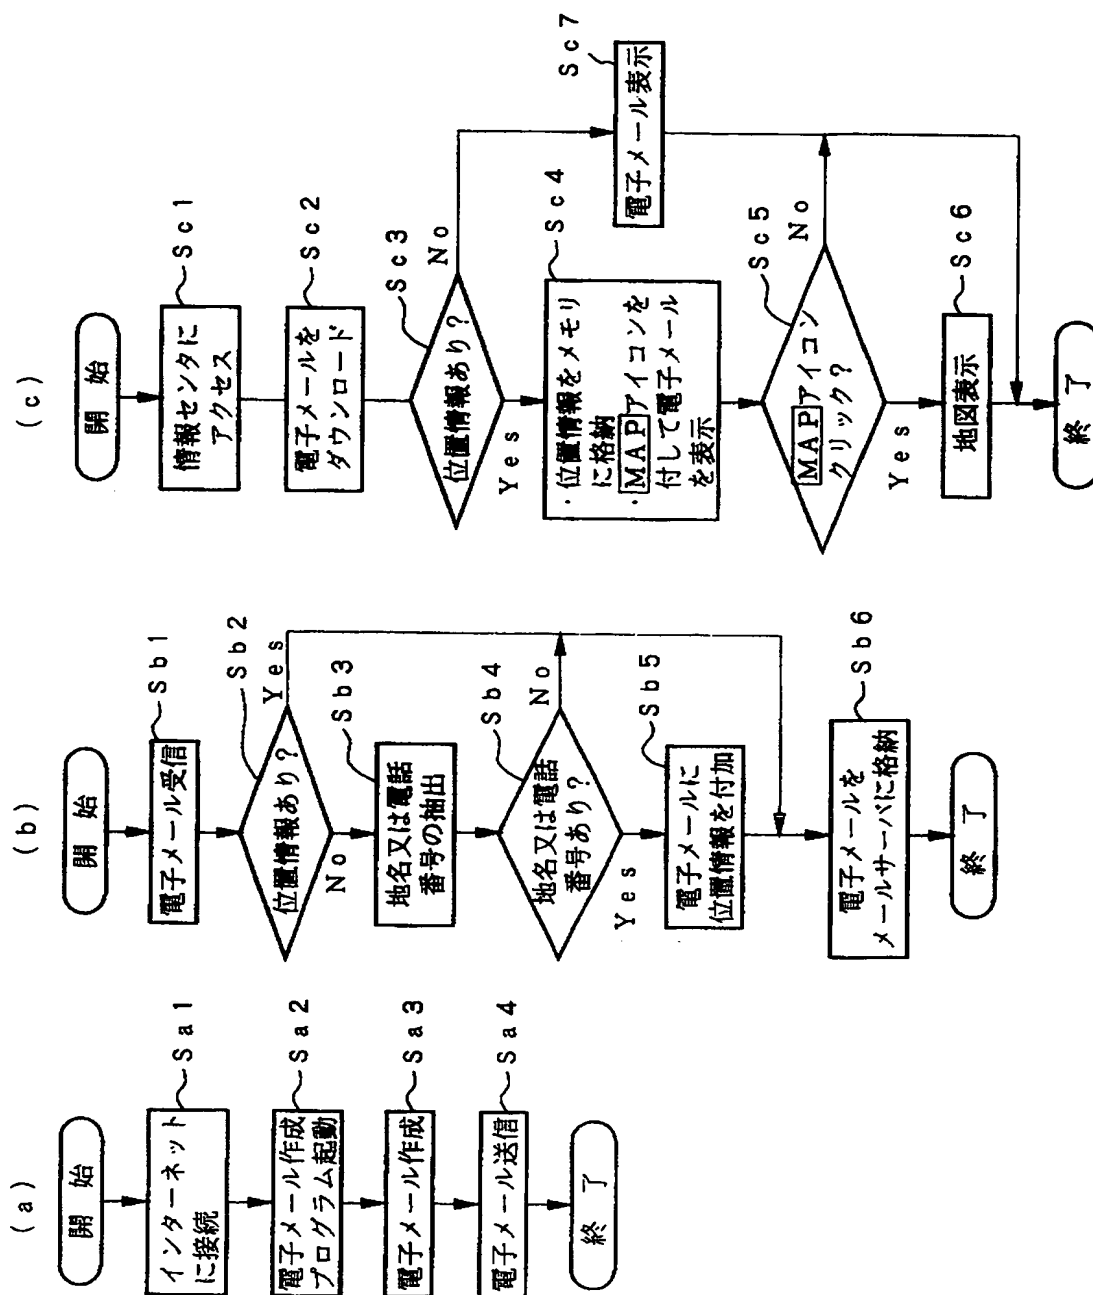 (a)
開始
インターネット
に接続
Sa1
電子メール作成
プログラム起動
Sa2
電子メール作成
Sa3
電子メール送信
Sa4
終了
(b)
開始
電子メール受信
Sb1
位置情報あり?
Sb2
Yes
No
地名又は電話
番号の抽出
Sb3
地名又は電話
番号あり?
Sb4
No
Yes
電子メールに
位置情報を付加
Sb5
電子メールを
メールサーバに格納
Sb6
終了
(c)
開始
情報センタに
アクセス
Sc1
電子メールを
ダウンロード
Sc2
位置情報あり?
Sc3
No
Yes
・位置情報をメモリ
に格納
・MAPアイコンを
付して電子メール
を表示
Sc4
MAPアイコン
クリック?
Sc5
No
Yes
地図表示
Sc6
電子メール表示
Sc7
終了